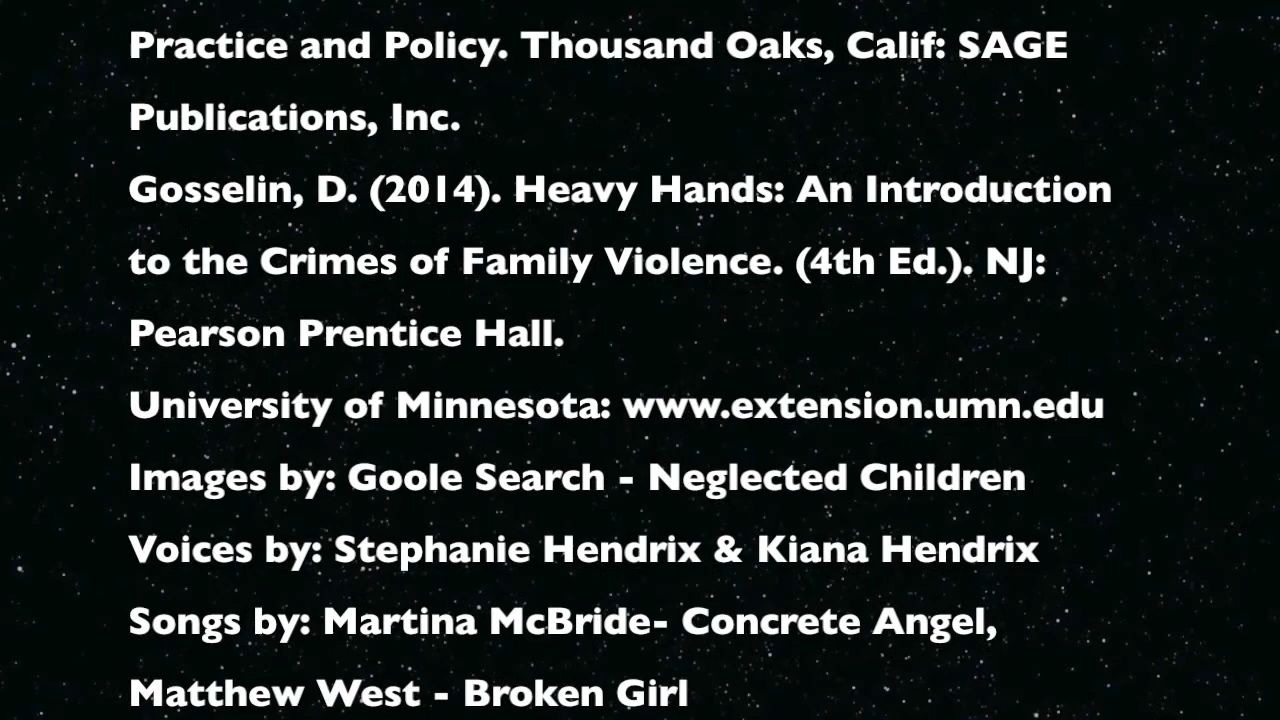 Practice and Policy. Thousand Oaks, Calif: SAGE
Publications, Inc.
Gosselin, D. (2014). Heavy Hands: An Introduction
to the Crimes of Family Violence. (4th Ed.). NJ:
Pearson Prentice Hall.
University of Minnesota: www.extension.umn.edu
Images by: Goole Search - Neglected Children
Voices by: Stephanie Hendrix & Kiana Hendrix
Songs by: Martina McBride- Concrete Angel,
Matthew West - Broken Girl